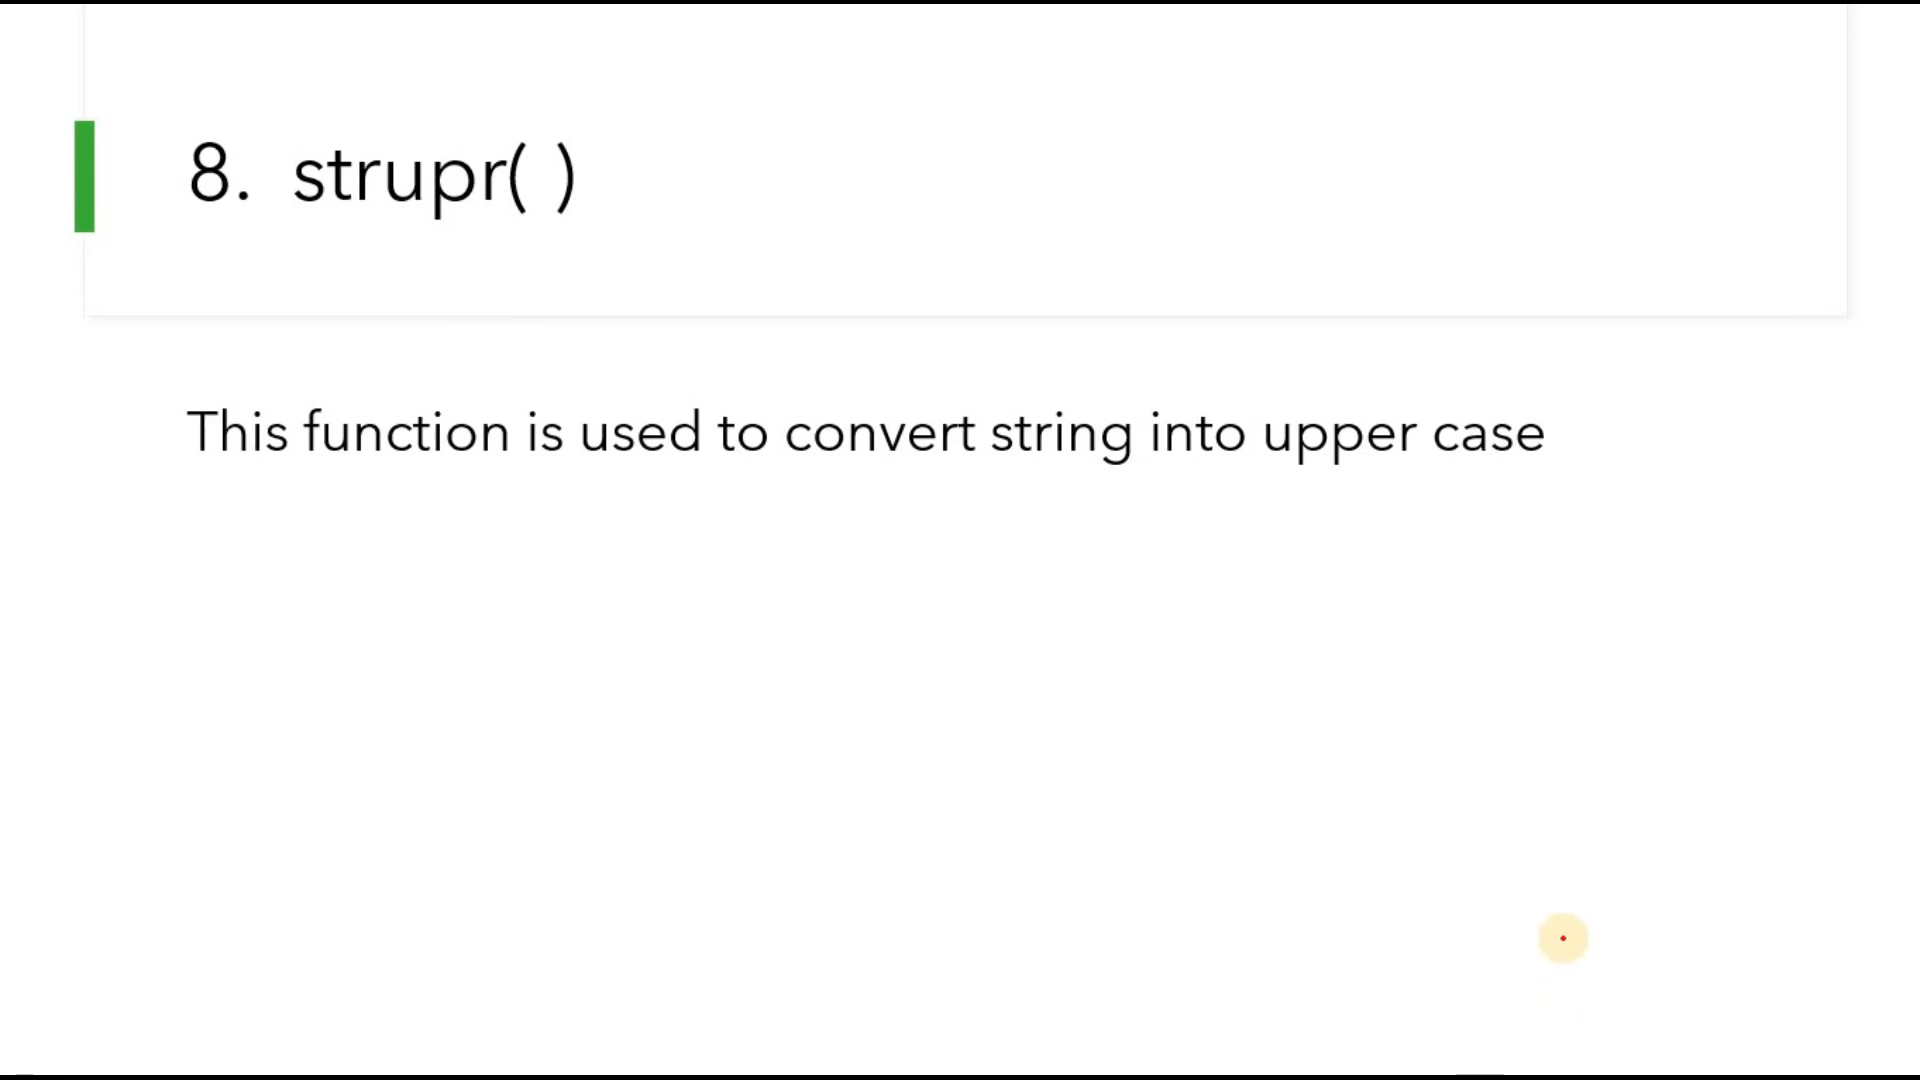 8. strupr( )
This function is used to convert string into upper case